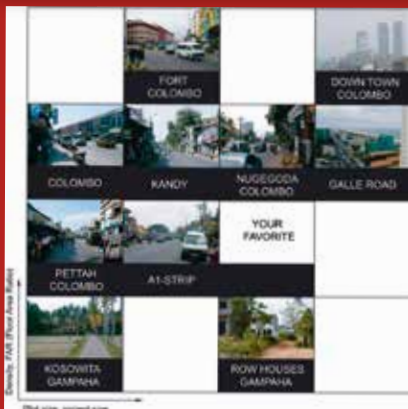 FORT
COLOMBO
DOWN TOWN
COLOMBO
COLOMBO
KANDY
NUGEGODA
COLOMBO
GALLE ROAD
PETTAH
COLOMBO
A1-STRIP
YOUR
FAVORITE
KOSOWITA
GAMPAHA
ROW HOUSES
GAMPAHA
Density, FAR (Floor Area Ratio)